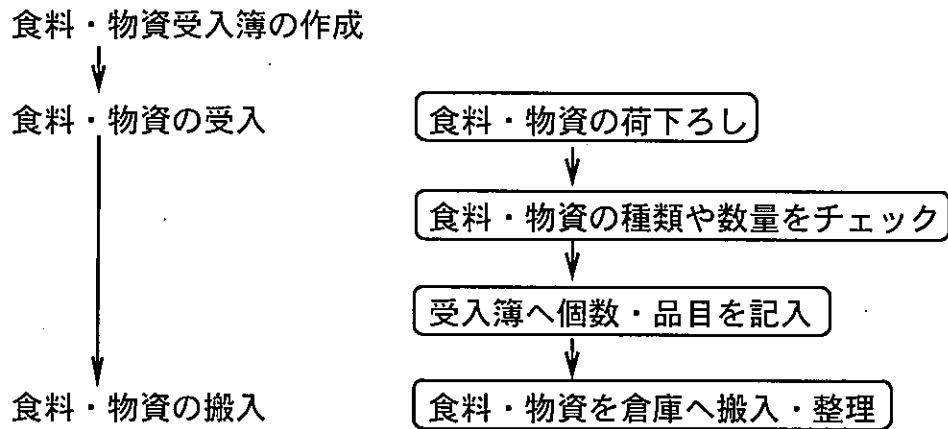 食料・物資受入簿の作成
食料・物資の受入
食料・物資の荷下ろし
食料・物資の種類や数量をチェック
受入簿へ個数・品目を記入
食料・物資の搬入
食料・物資を倉庫へ搬入・整理